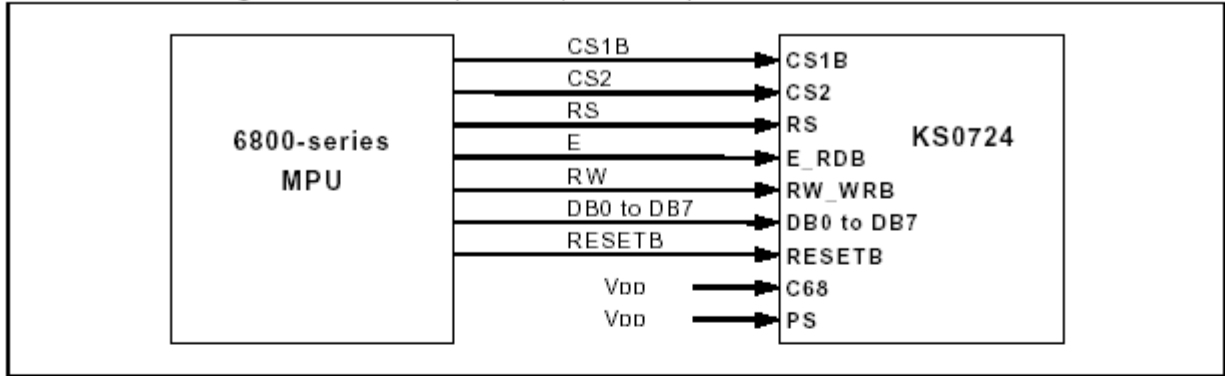 CS1B
CS1B
CS2
CS2
RS
RS
6800-series
MPU
KS0724
E
E_RDB
RW
RW_WRB
DB0 to DB7
DB0 to DB7
RESETB
RESETB
VDD
C68
VDD
PS